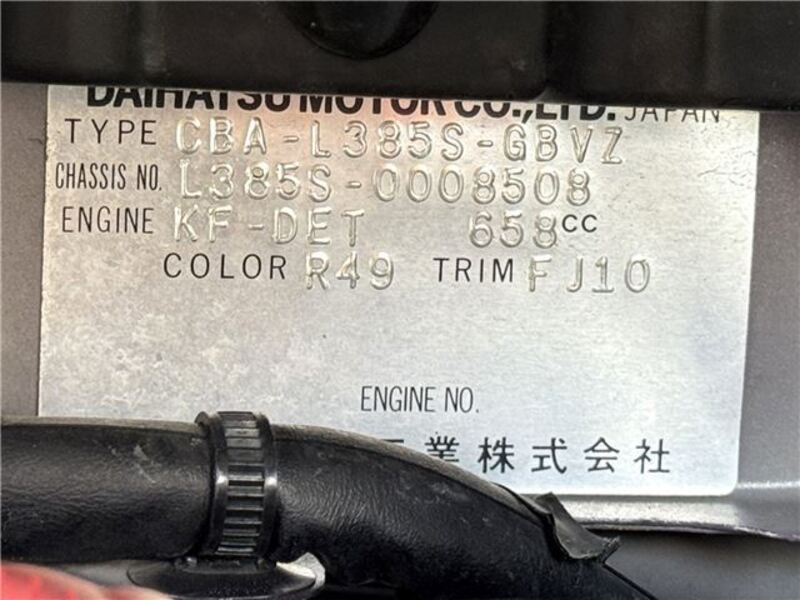 DAIHATSU MOTOR CO., LTD. JAPAN
TYPE CBA-L385S-GBVZ
CHASSIS NO. L385S-0008508
ENGINE KF-DET 658CC
COLOR R49 TRIM FJ10
ENGINE NO.
工業株式会社